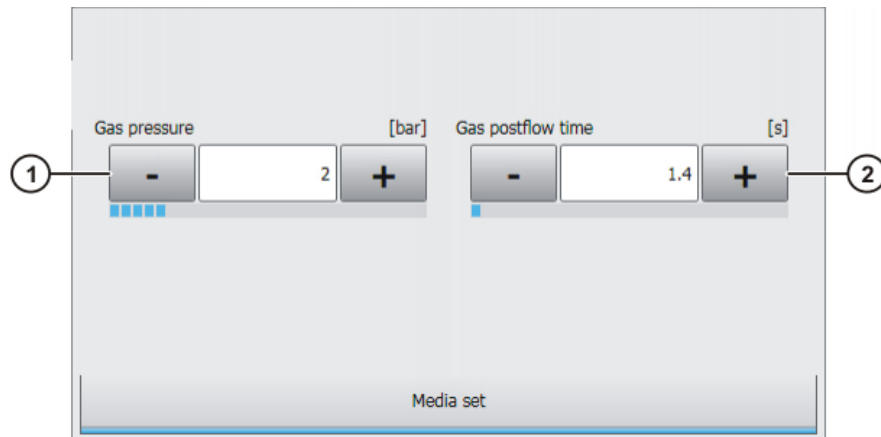 Gas pressure [bar] Gas postflow time [s]
1 - 2 + - 1.4 + 2
Media set